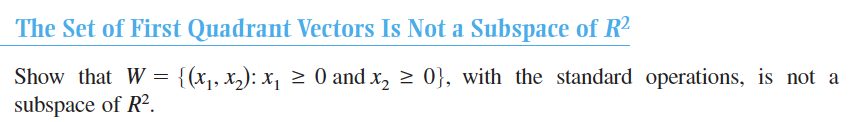 The Set of First Quadrant Vectors Is Not a Subspace of R²
Show that W = {(x₁, x₂): x₁ ≥ 0 and x₂ ≥ 0}, with the standard operations, is not a
subspace of R².